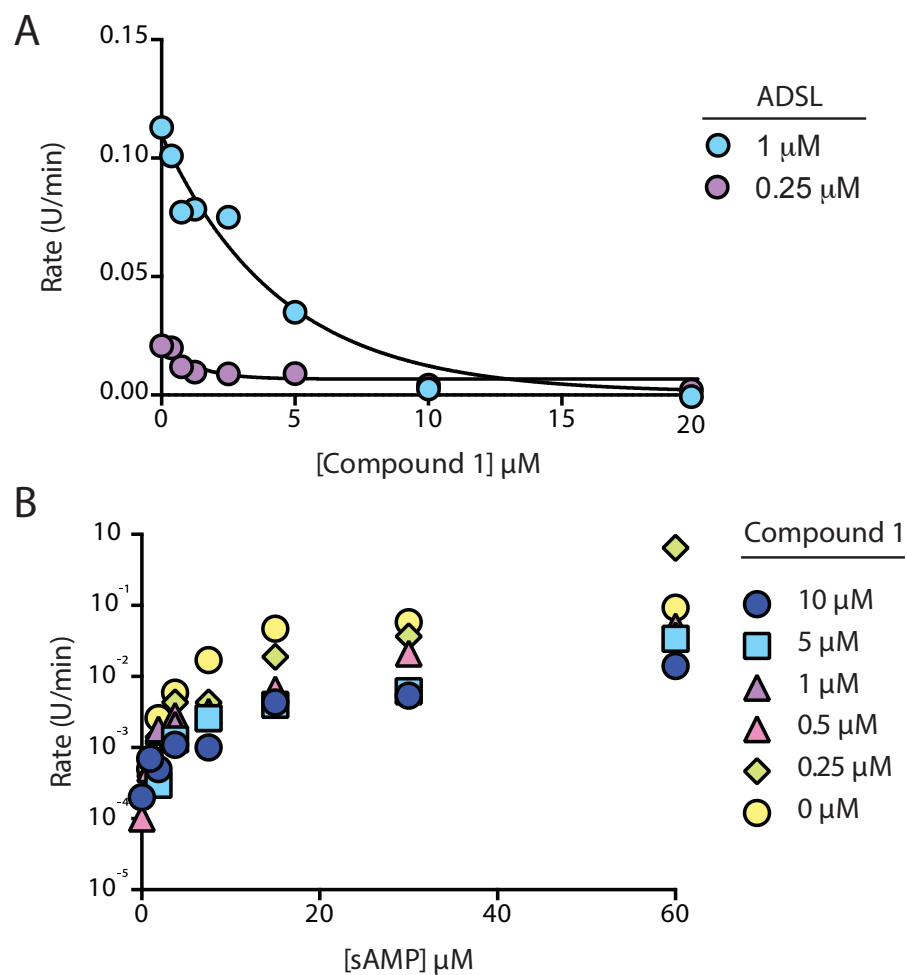 A
0.15
0.10
0.05
0.00
Rate (U/min)
0
5
10
15
20
[Compound 1] μM
ADSL
1 μM
0.25 μM
B
10
10⁻¹
10⁻²
10⁻³
10⁻⁴
10⁻⁵
Rate (U/min)
0
20
40
60
[sAMP] μM
Compound 1
10 μM
5 μM
1 μM
0.5 μM
0.25 μM
0 μM